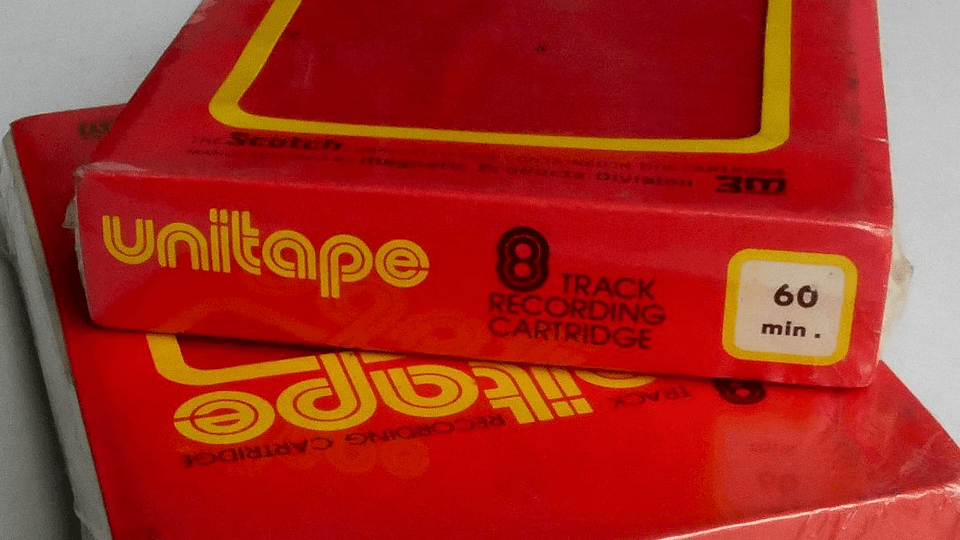 THE Scotch
Magnetic Products Division 3M
unitape
8 TRACK
RECORDING
CARTRIDGE
60
min.
unitape
8 TRACK
RECORDING CARTRIDGE